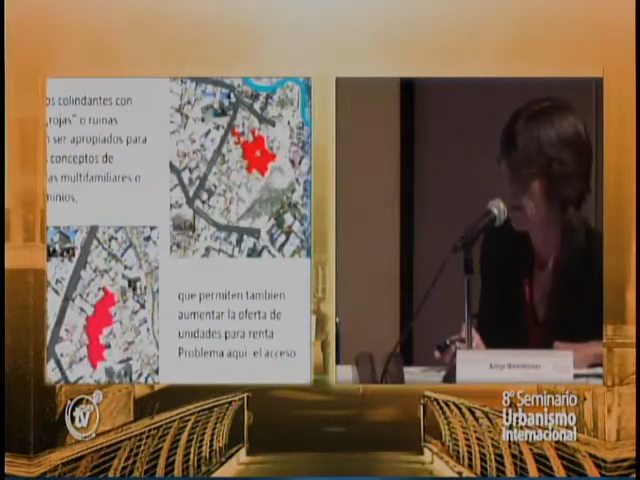 os colindantes con
rojas" o ruinas
ser apropiados para
conceptos de
as multifamiliares o
minios,
que permiten tambien
aumentar la oferta de
unidades para renta
Problema aqui el acceso
tv
8° Seminario
Urbanismo
Internacional